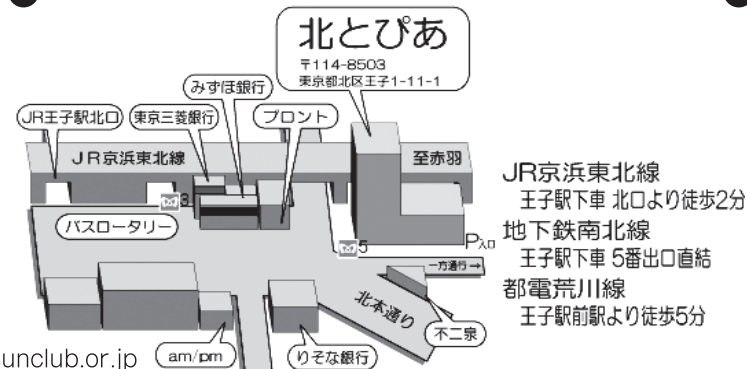 北とぴあ
〒114-8503
東京都北区王子1-11-1
みずほ銀行
JR王子駅北口
東京三菱銀行
プロント
JR京浜東北線
至赤羽
3
バスロータリー
5
P入口
一方通行→
北本通り
不二泉
am/pm
りそな銀行
JR京浜東北線
王子駅下車 北口より徒歩2分
地下鉄南北線
王子駅下車 5番出口直結
都電荒川線
王子駅前駅より徒歩5分
unclub.or.jp